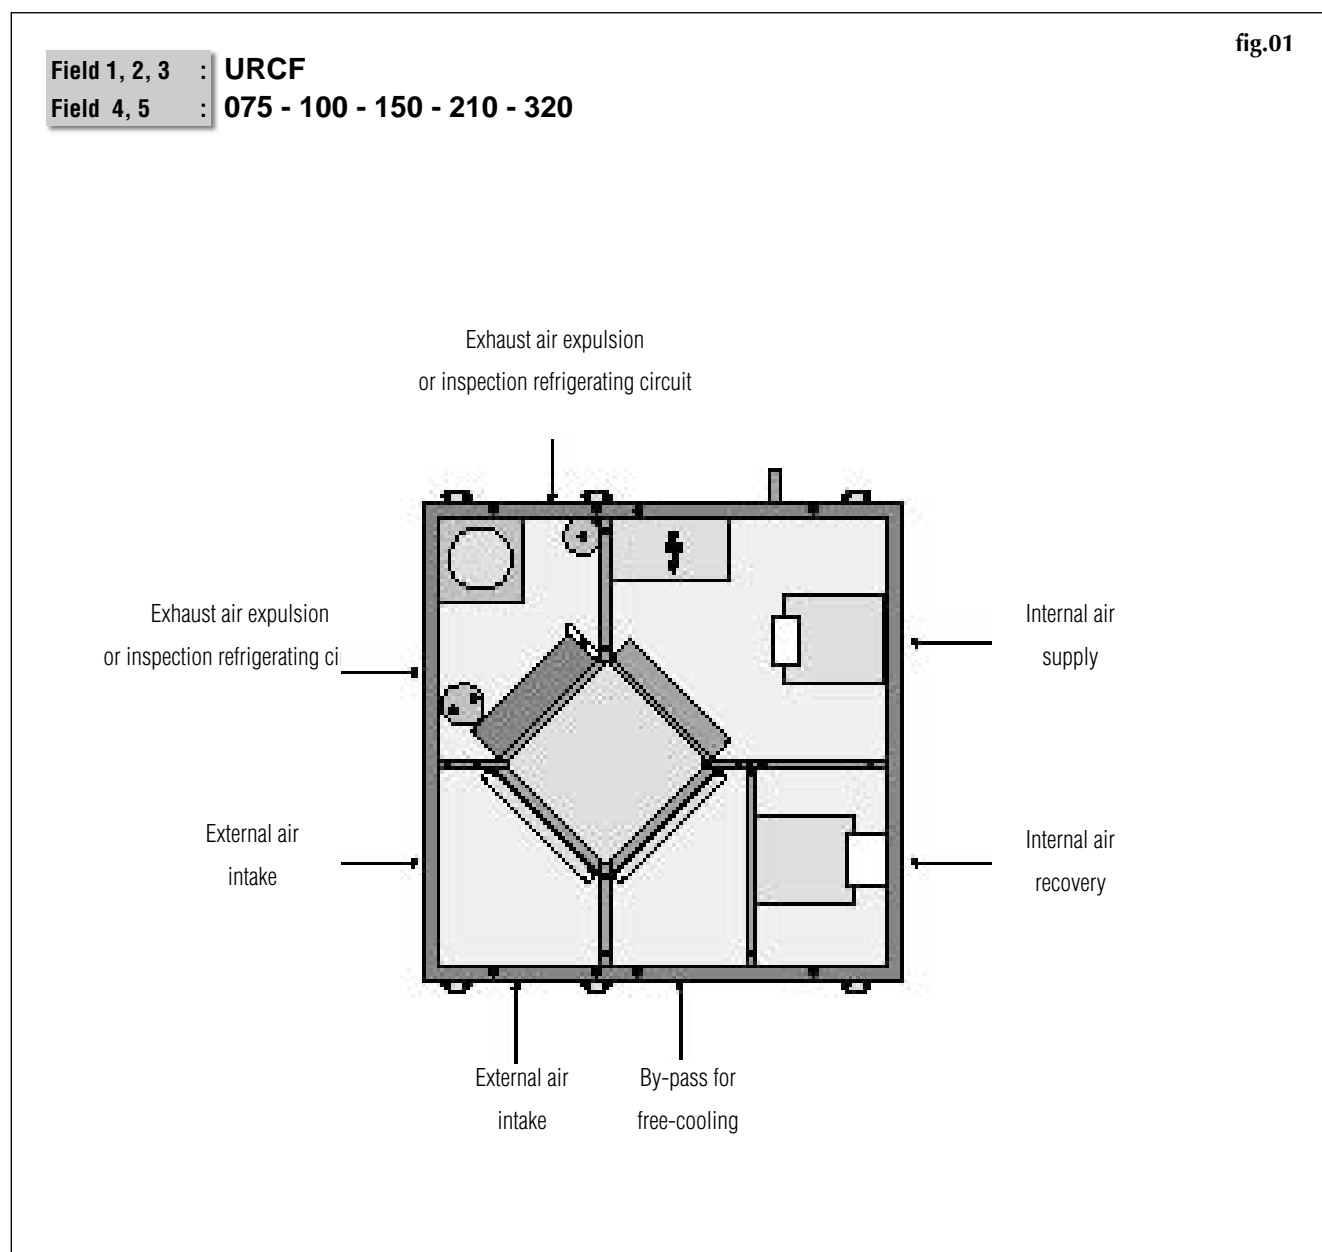 fig.01
Field 1, 2, 3 : URCF
Field 4, 5 : 075 - 100 - 150 - 210 - 320
Exhaust air expulsion
or inspection refrigerating circuit
Exhaust air expulsion
or inspection refrigerating ci
Internal air
supply
External air
intake
Internal air
recovery
External air
intake
By-pass for
free-cooling